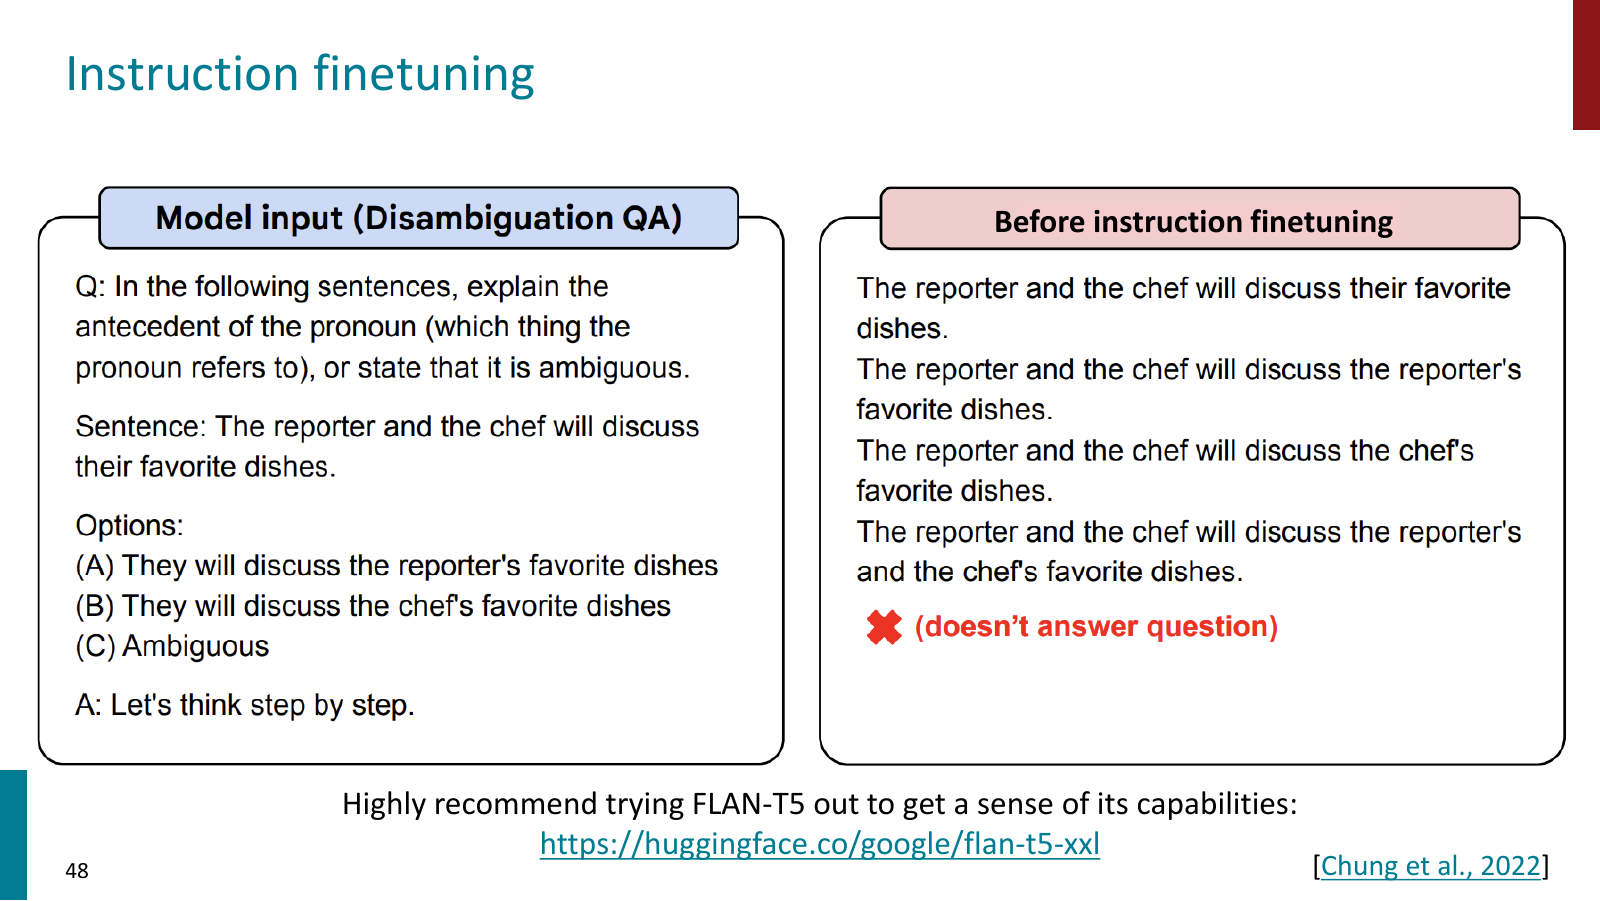 Instruction finetuning
Model input (Disambiguation QA)
Q: In the following sentences, explain the
antecedent of the pronoun (which thing the
pronoun refers to), or state that it is ambiguous.
Sentence: The reporter and the chef will discuss
their favorite dishes.
Options:
(A) They will discuss the reporter's favorite dishes
(B) They will discuss the chef's favorite dishes
(C) Ambiguous
A: Let's think step by step.
Before instruction finetuning
The reporter and the chef will discuss their favorite
dishes.
The reporter and the chef will discuss the reporter's
favorite dishes.
The reporter and the chef will discuss the chef's
favorite dishes.
The reporter and the chef will discuss the reporter's
and the chef's favorite dishes.
(doesn’t answer question)
Highly recommend trying FLAN-T5 out to get a sense of its capabilities:
https://huggingface.co/google/flan-t5-xxl
48
[Chung et al., 2022]